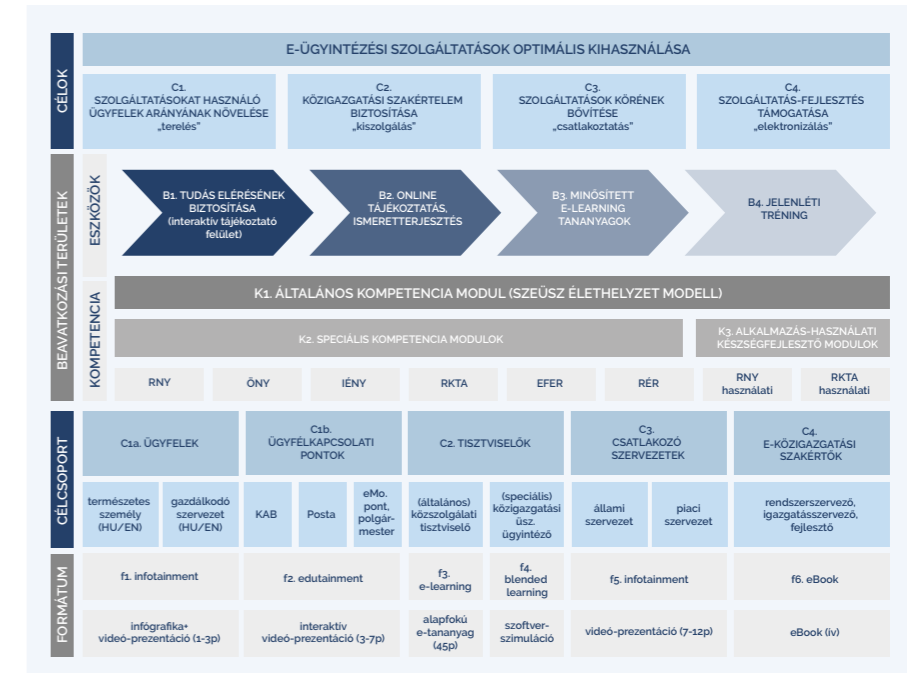 CÉLOK
E-ÜGYINTÉZÉSI SZOLGÁLTATÁSOK OPTIMÁLIS KIHASZNÁLÁSA
C1.
SZOLGÁLTATÁSOKAT HASZNÁLÓ
ÜGYFELEK ARÁNYÁNAK NÖVELÉSE
„terelés”
C2.
KÖZIGAZGATÁSI SZAKÉRTELEM
BIZTOSÍTÁSA
„kiszolgálás”
C3.
SZOLGÁLTATÁSOK KÖRÉNEK
BŐVÍTÉSE
„csatlakoztatás”
C4.
SZOLGÁLTATÁS-FEJLESZTÉS
TÁMOGATÁSA
„elektronizálás”
BEAVATKOZÁSI TERÜLETEK
ESZKÖZÖK
B1. TUDÁS ELÉRÉSÉNEK
BIZTOSÍTÁSA
(interaktív tájékoztató
felület)
B2. ONLINE
TÁJÉKOZTATÁS,
ISMERETTERJESZTÉS
B3. MINŐSÍTETT
E-LEARNING
TANANYAGOK
B4. JELENLÉTI
TRÉNING
KOMPETENCIA
K1. ÁLTALÁNOS KOMPETENCIA MODUL (SZEÜSZ ÉLETHELYZET MODELL)
K2. SPECIÁLIS KOMPETENCIA MODULOK
K3. ALKALMAZÁS-HASZNÁLATI
KÉSZSÉGFEJLESZTŐ MODULOK
RNY
ÖNY
IÉNY
RKTA
EFER
RÉR
RNY
használati
RKTA
használati
CÉLCSOPORT
C1a. ÜGYFELEK
C1b.
ÜGYFÉLKAPCSOLATI
PONTOK
C2. TISZTVISELŐK
C3.
CSATLAKOZÓ
SZERVEZETEK
C4.
E-KÖZIGAZGATÁSI
SZAKÉRTŐK
természetes
személy
(HU/EN)
gazdálkodó
szervezet
(HU/EN)
KAB
Posta
eMo.
pont,
polgár-
mester
(általános)
közszolgálati
tisztviselő
(speciális)
közigazgatási
üsz.
ügyintéző
állami
szervezet
piaci
szervezet
rendszerszervező,
igazgatásszervező,
fejlesztő
FORMÁTUM
f1. infotainment
f2. edutainment
f3.
e-learning
f4.
blended
learning
f5. infotainment
f6. eBook
infógrafika+
videó-prezentáció (1-3p)
interaktív
videó-prezentáció (3-7p)
alapfokú
e-tananyag
(45p)
szoftver-
szimuláció
videó-prezentáció (7-12p)
eBook (ív)